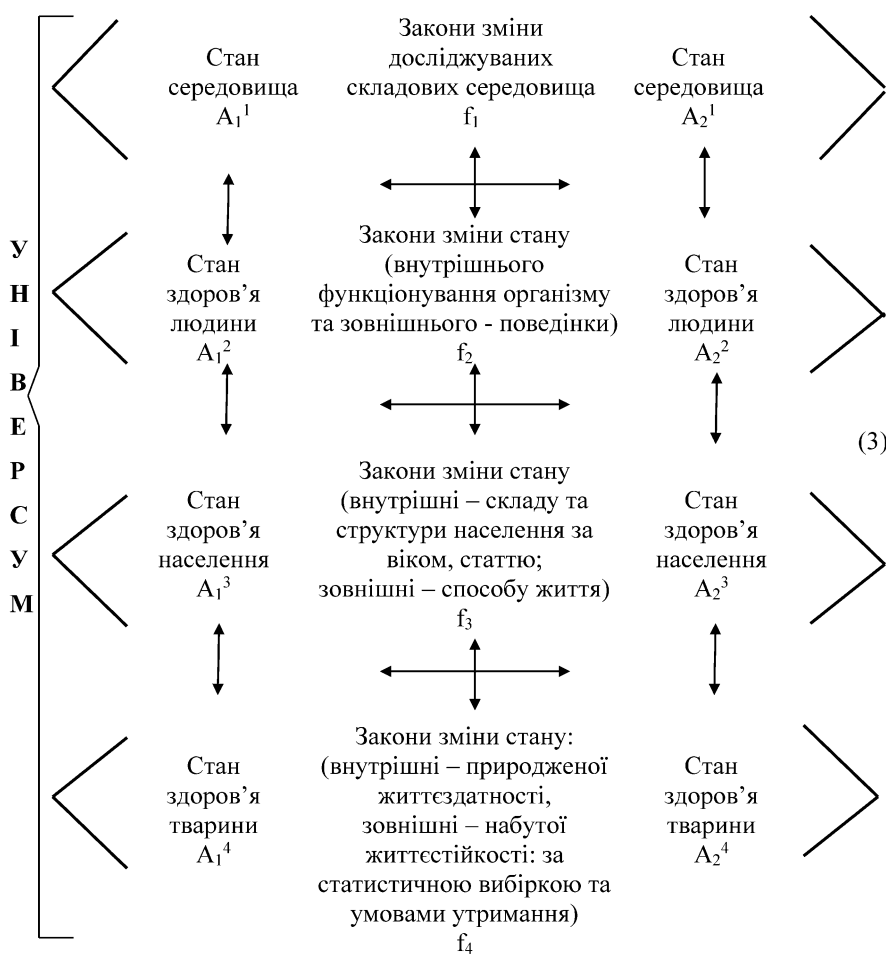 УНІВЕРСУМ
Стан
середовища
A₁¹
Закони зміни
досліджуваних
складових середовища
f₁
Стан
середовища
A₂¹
Стан
здоров’я
людини
A₁²
Закони зміни стану
(внутрішнього
функціонування організму
та зовнішнього - поведінки)
f₂
Стан
здоров’я
людини
A₂²
(3)
Стан
здоров’я
населення
A₁³
Закони зміни стану
(внутрішні – складу та
структури населення за
віком, статтю;
зовнішні – способу життя)
f₃
Стан
здоров’я
населення
A₂³
Стан
здоров’я
тварини
A₁⁴
Закони зміни стану:
(внутрішні – природженої
життєздатності,
зовнішні – набутої
життєстійкості: за
статистичною вибіркою та
умовами утримання)
f₄
Стан
здоров’я
тварини
A₂⁴